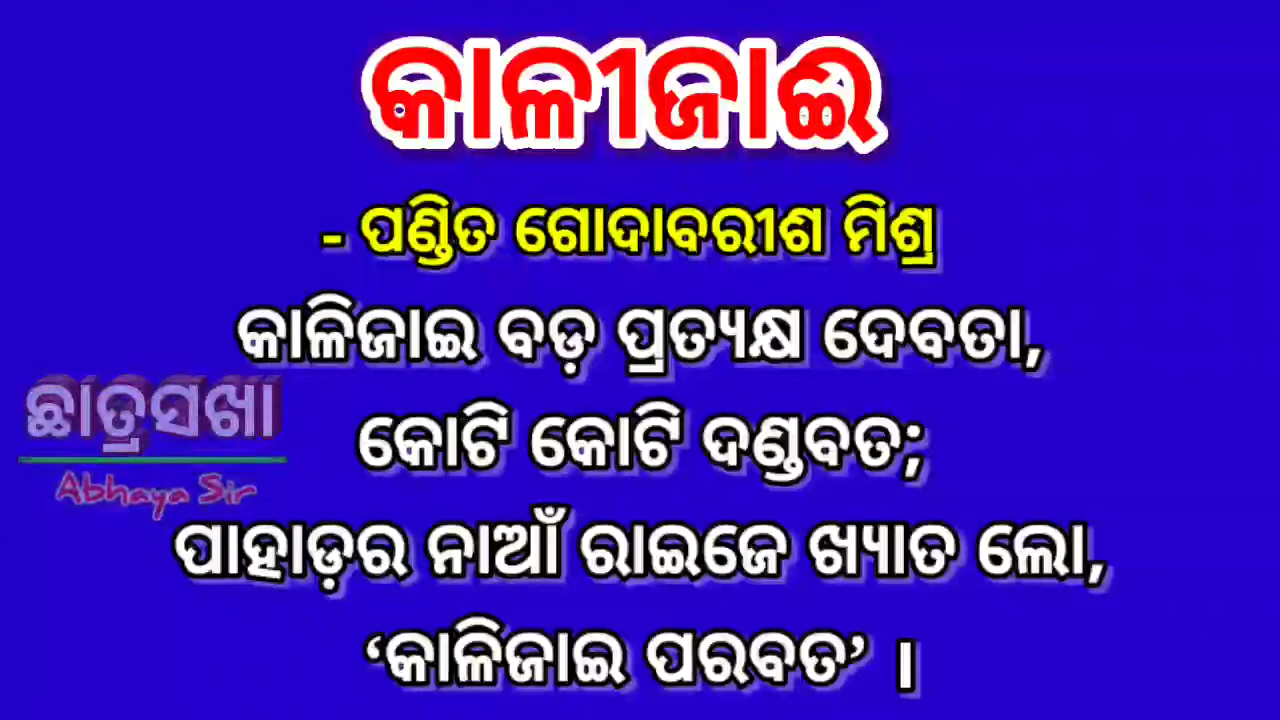 କାଳୀଜାଈ
- ପଣ୍ଡିତ ଗୋଦାବରୀଶ ମିଶ୍ର
କାଳିଜାଇ ବଡ଼ ପ୍ରତ୍ୟକ୍ଷ ଦେବତା,
ଛାତ୍ରସଖା
Abhaya Sir
କୋଟି କୋଟି ଦଣ୍ଡବତ;
ପାହାଡ଼ର ନାଆଁ ରାଇଜେ ଖ୍ୟାତ ଲୋ,
‘କାଳିଜାଇ ପରବତ’ ।